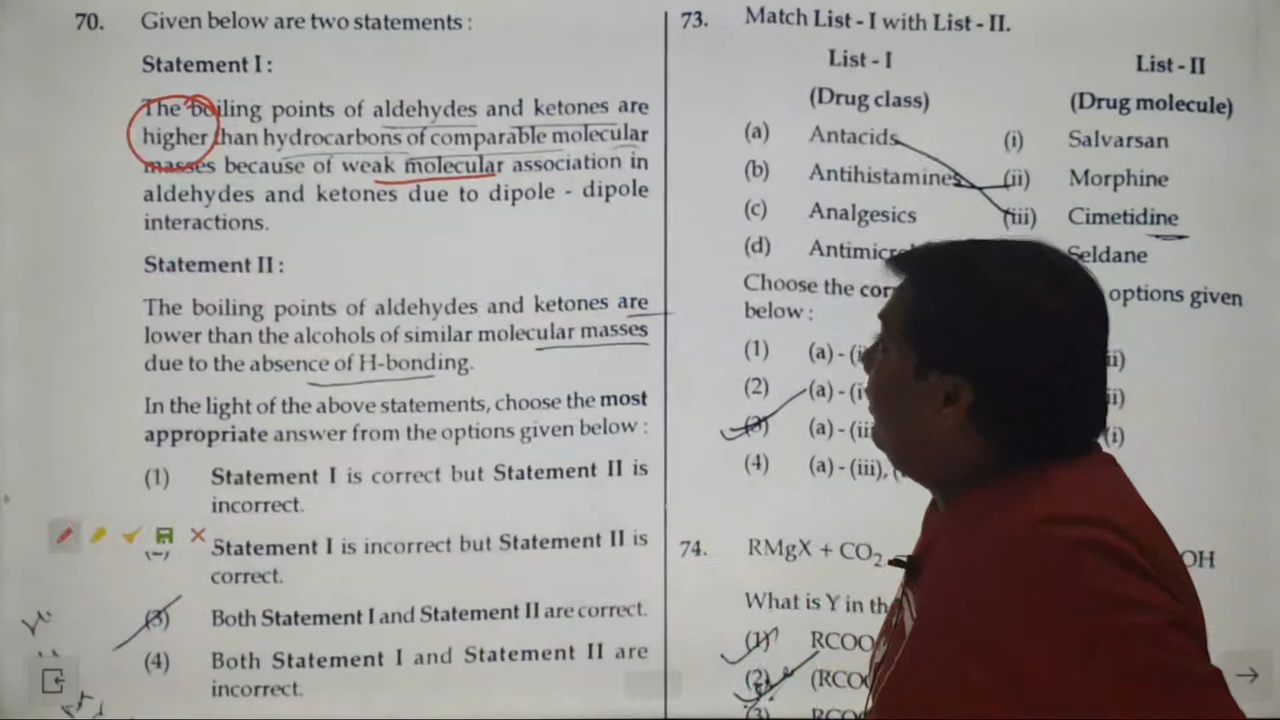 70. Given below are two statements :
Statement I :
The boiling points of aldehydes and ketones are
higher than hydrocarbons of comparable molecular
masses because of weak molecular association in
aldehydes and ketones due to dipole - dipole
interactions.
Statement II :
The boiling points of aldehydes and ketones are
lower than the alcohols of similar molecular masses
due to the absence of H-bonding.
In the light of the above statements, choose the most
appropriate answer from the options given below :
(1) Statement I is correct but Statement II is
incorrect.
Statement I is incorrect but Statement II is
correct.
(3) Both Statement I and Statement II are correct.
(4) Both Statement I and Statement II are
incorrect.
73. Match List - I with List - II.
List - I List - II
(Drug class) (Drug molecule)
(a) Antacids (i) Salvarsan
(b) Antihistamines (ii) Morphine
(c) Analgesics (iii) Cimetidine
(d) Seldane
Choose the options given
below :
(1) (a) -
(2) (a) -
(3) (a) - (i)
(4) (a) - (iii),
74. RMgX + CO2 OH
What is Y in
(1)
(2)
(3)